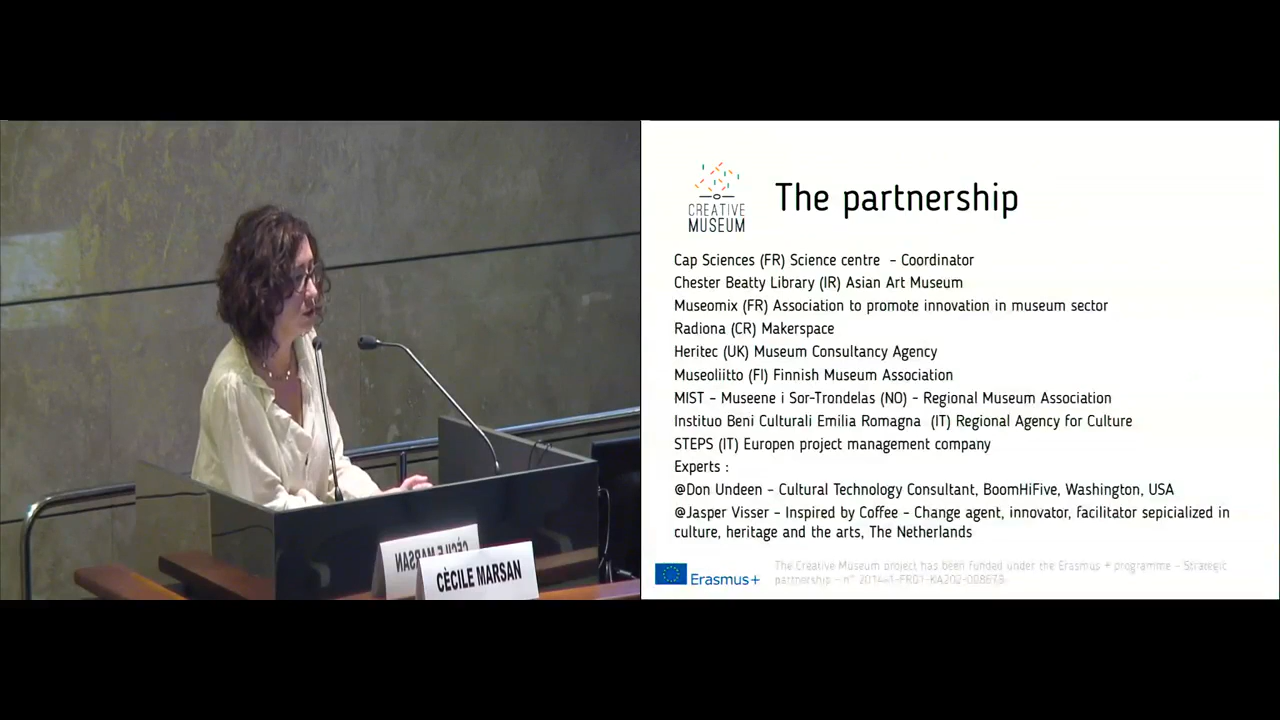 CREATIVE
MUSEUM
The partnership
Cap Sciences (FR) Science centre – Coordinator
Chester Beatty Library (IR) Asian Art Museum
Museomix (FR) Association to promote innovation in museum sector
Radiona (CR) Makerspace
Heritec (UK) Museum Consultancy Agency
Museoliitto (FI) Finnish Museum Association
MIST – Museene i Sor-Trondelas (NO) – Regional Museum Association
Instituo Beni Culturali Emilia Romagna (IT) Regional Agency for Culture
STEPS (IT) Europen project management company
Experts :
@Don Undeen – Cultural Technology Consultant, BoomHiFive, Washington, USA
@Jasper Visser – Inspired by Coffee – Change agent, innovator, facilitator sepicialized in
culture, heritage and the arts, The Netherlands
Erasmus+
The Creative Museum project has been funded under the Erasmus + programme – Strategic
partnership – n°
CÈCILE MARSAN
CÈCILE MARSAN